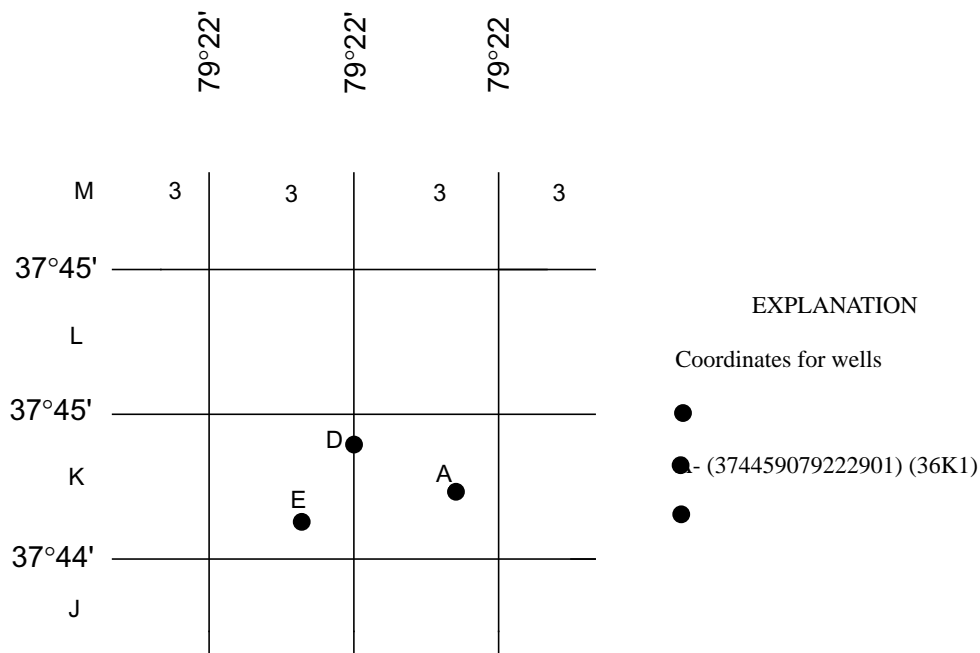 79°22'
79°22'
79°22
M 3 3 3 3
37°45'
L
37°45'
D
K
A
E
37°44'
J
EXPLANATION
Coordinates for wells
- (374459079222901) (36K1)